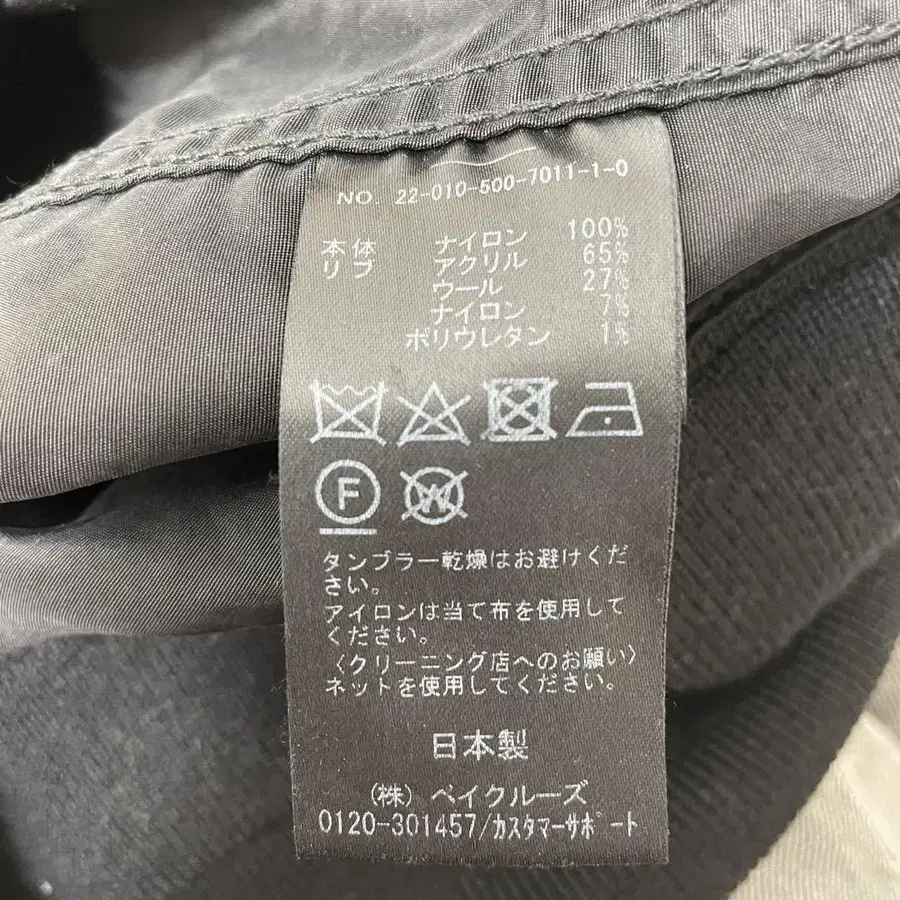 NO. 22-010-500-7011-1-0
本体 ナイロン 100%
リブ アクリル 65%
ウール 27%
ナイロン 7%
ポリウレタン 1%
F
W
タンブラー乾燥はお避けくだ
さい。
アイロンは当て布を使用して
ください。
〈クリーニング店へのお願い〉
ネットを使用してください。
日本製
(株) ベイクルーズ
0120-301457/カスタマーサポート